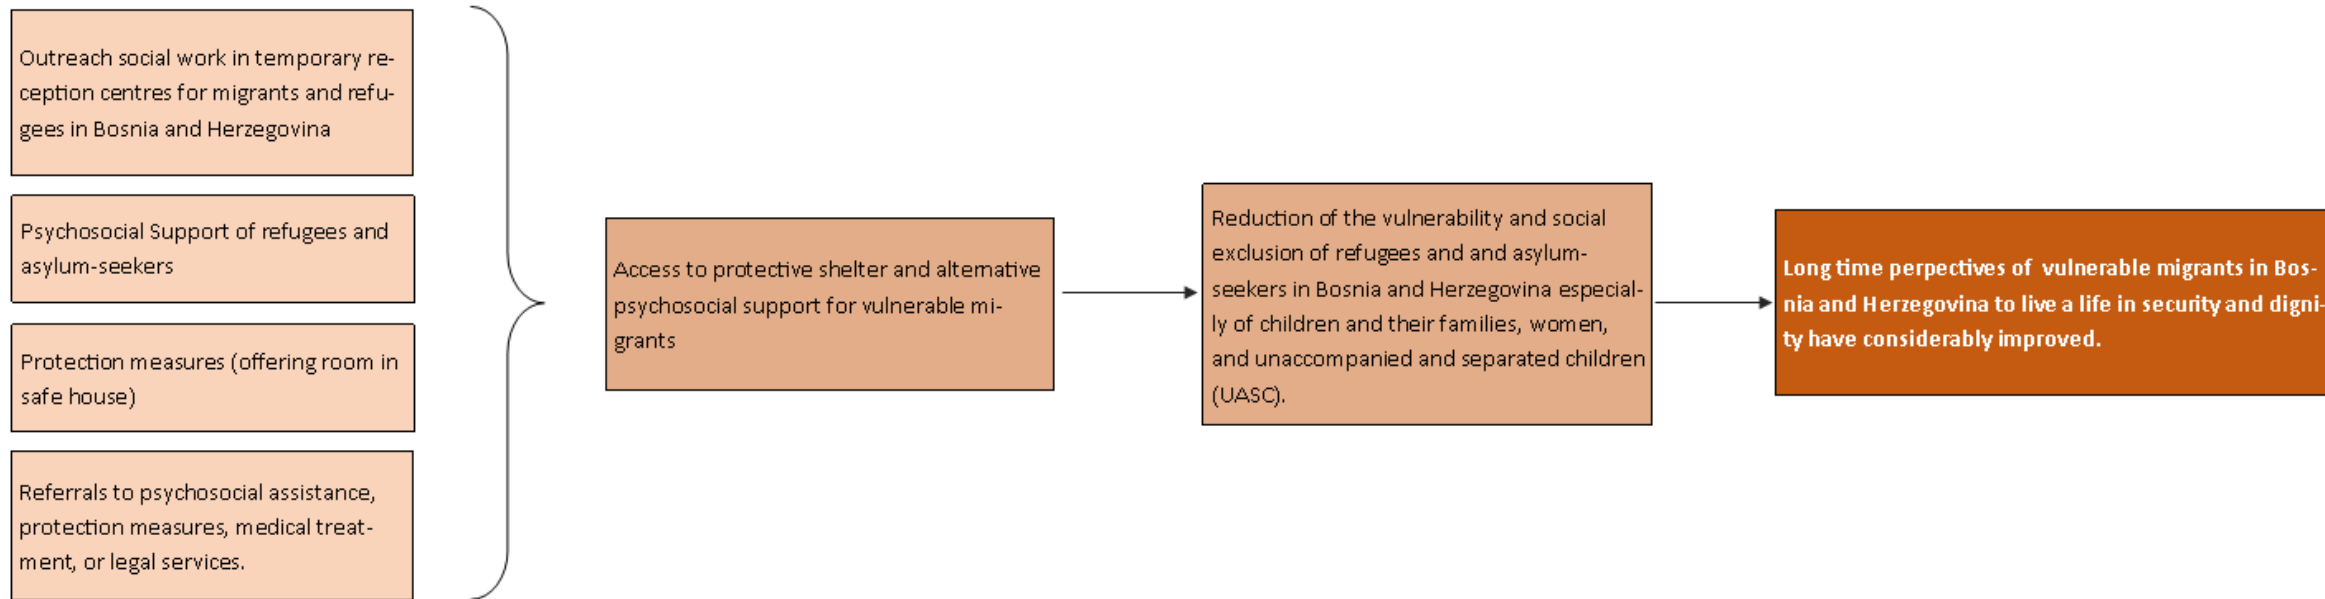 Outreach social work in temporary re-
ception centres for migrants and refu-
gees in Bosnia and Herzegovina
Psychosocial Support of refugees and
asylum-seekers
Protection measures (offering room in
safe house)
Referrals to psychosocial assistance,
protection measures, medical treat-
ment, or legal services.
Access to protective shelter and alternative
psychosocial support for vulnerable mi-
grants
Reduction of the vulnerability and social
exclusion of refugees and and asylum-
seekers in Bosnia and Herzegovina especial-
ly of children and their families, women,
and unaccompanied and separated children
(UASC).
Long time perpectives of  vulnerable migrants in Bos-
nia and Herzegovina to live a life in security and digni-
ty have considerably improved.